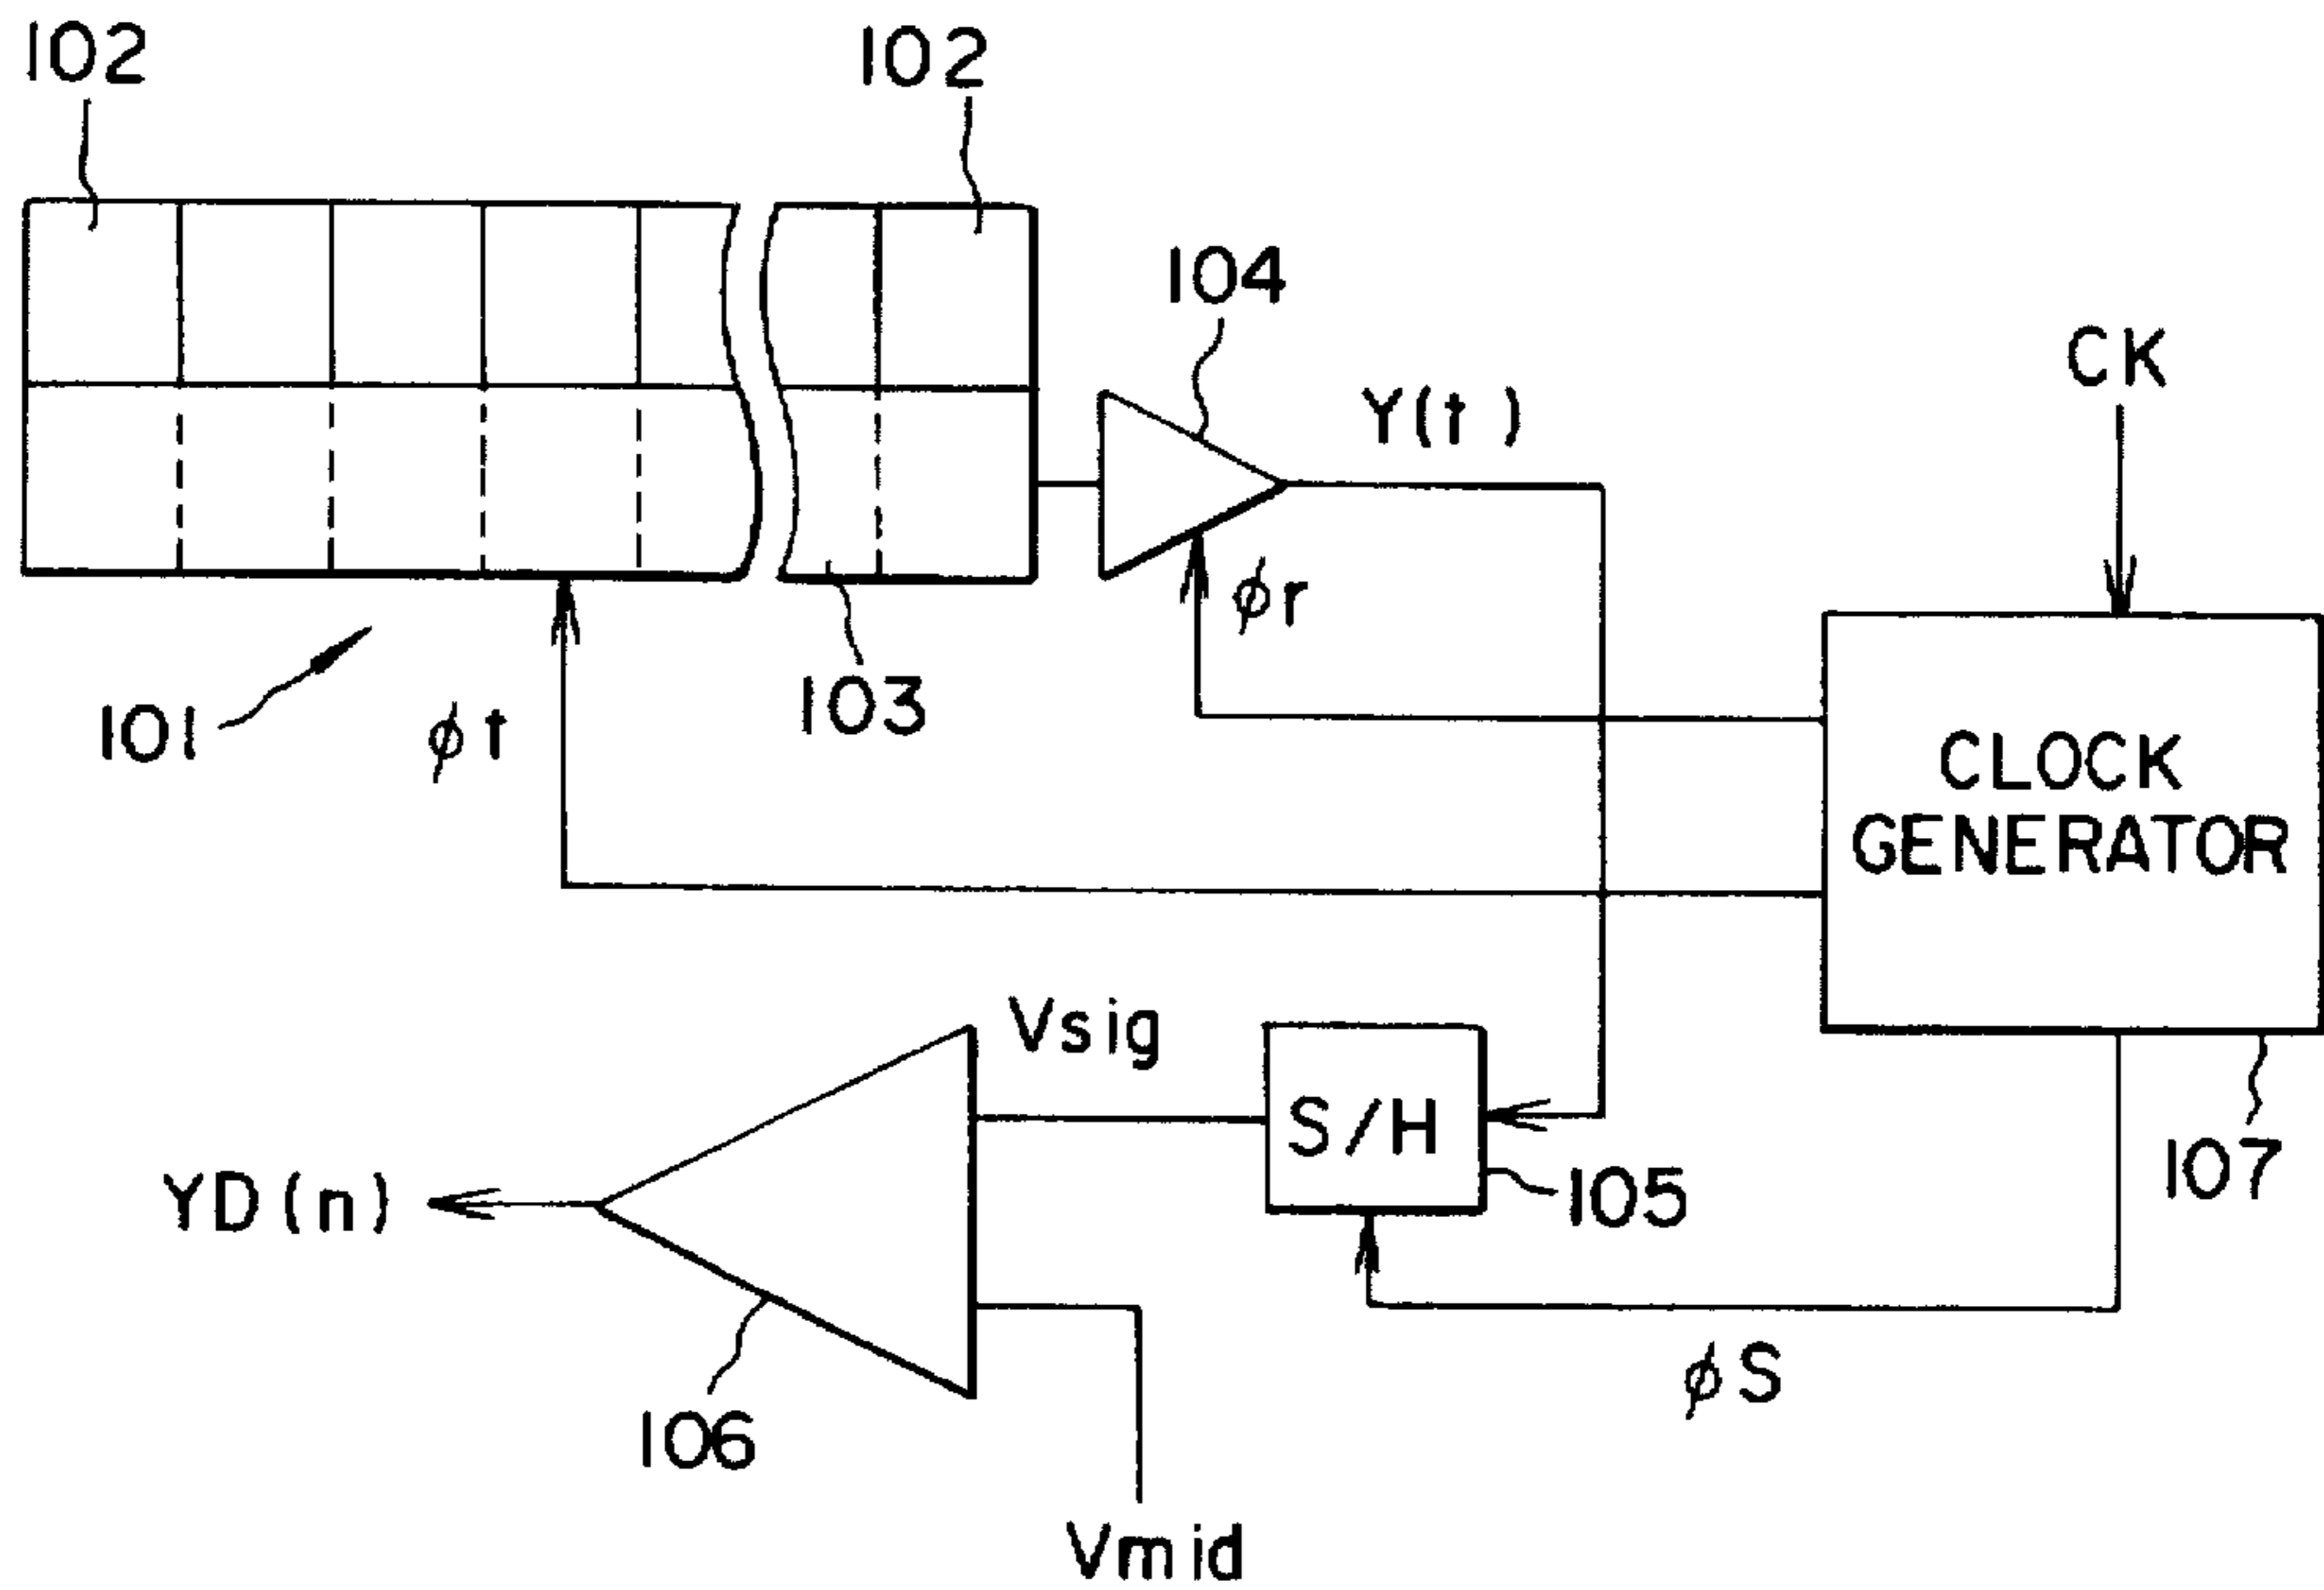 102
102
104
Y(t)
CK
φr
103
101
φt
CLOCK
GENERATOR
Vsig
S/H
YD(n)
105
107
φS
106
Vmid